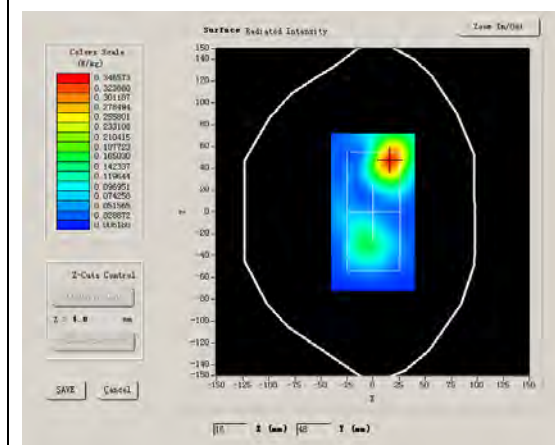 Surface Radiated Intensity
Zoom In/Out
Colors Scale
(W/kg)
0.346573
0.323880
0.301187
0.278494
0.255801
0.233108
0.210415
0.187723
0.165030
0.142337
0.119644
0.096951
0.074258
0.051565
0.028872
0.006180
150
140
120
100
80
60
40
20
0
-20
-40
-60
-80
-100
-120
-140
-150
Y
-150 -125 -100 -75 -50 -25 0 25 50 75 100 125 150
X
Z-Cuts Control
Z = mm
SAVE
Cancel
X (mm) 48 Y (mm)